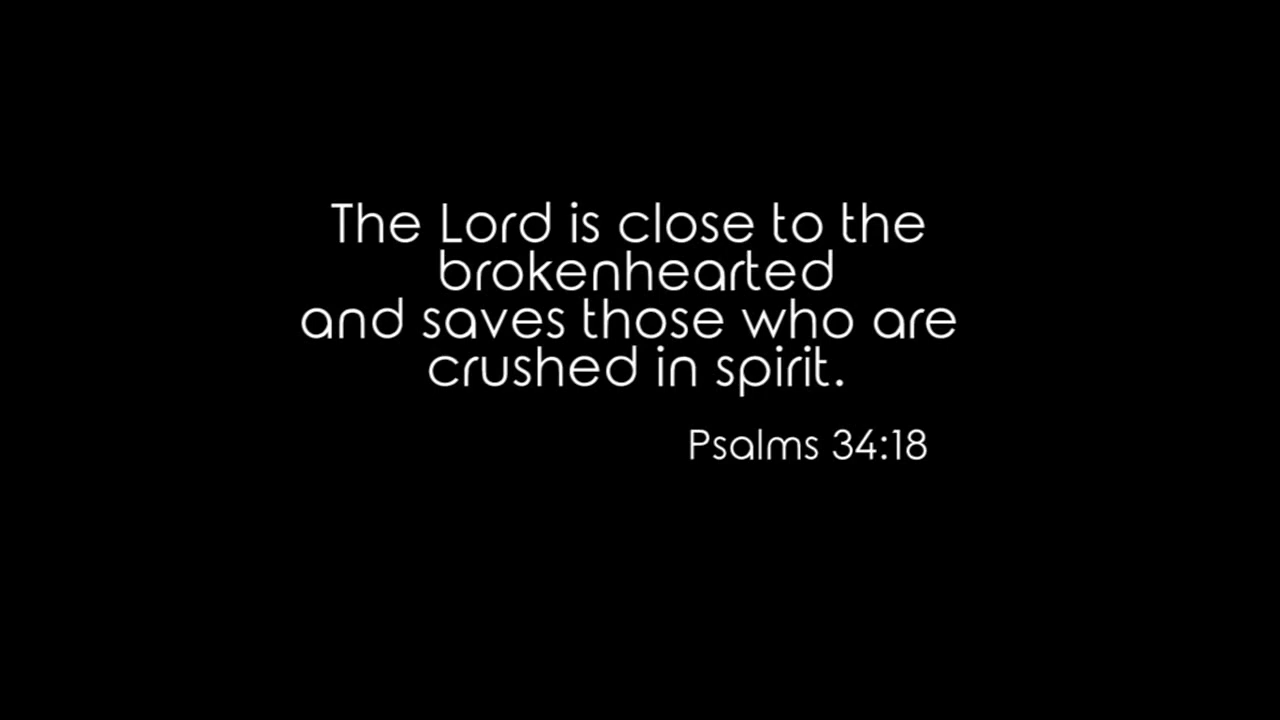 The Lord is close to the
brokenhearted
and saves those who are
crushed in spirit.
Psalms 34:18